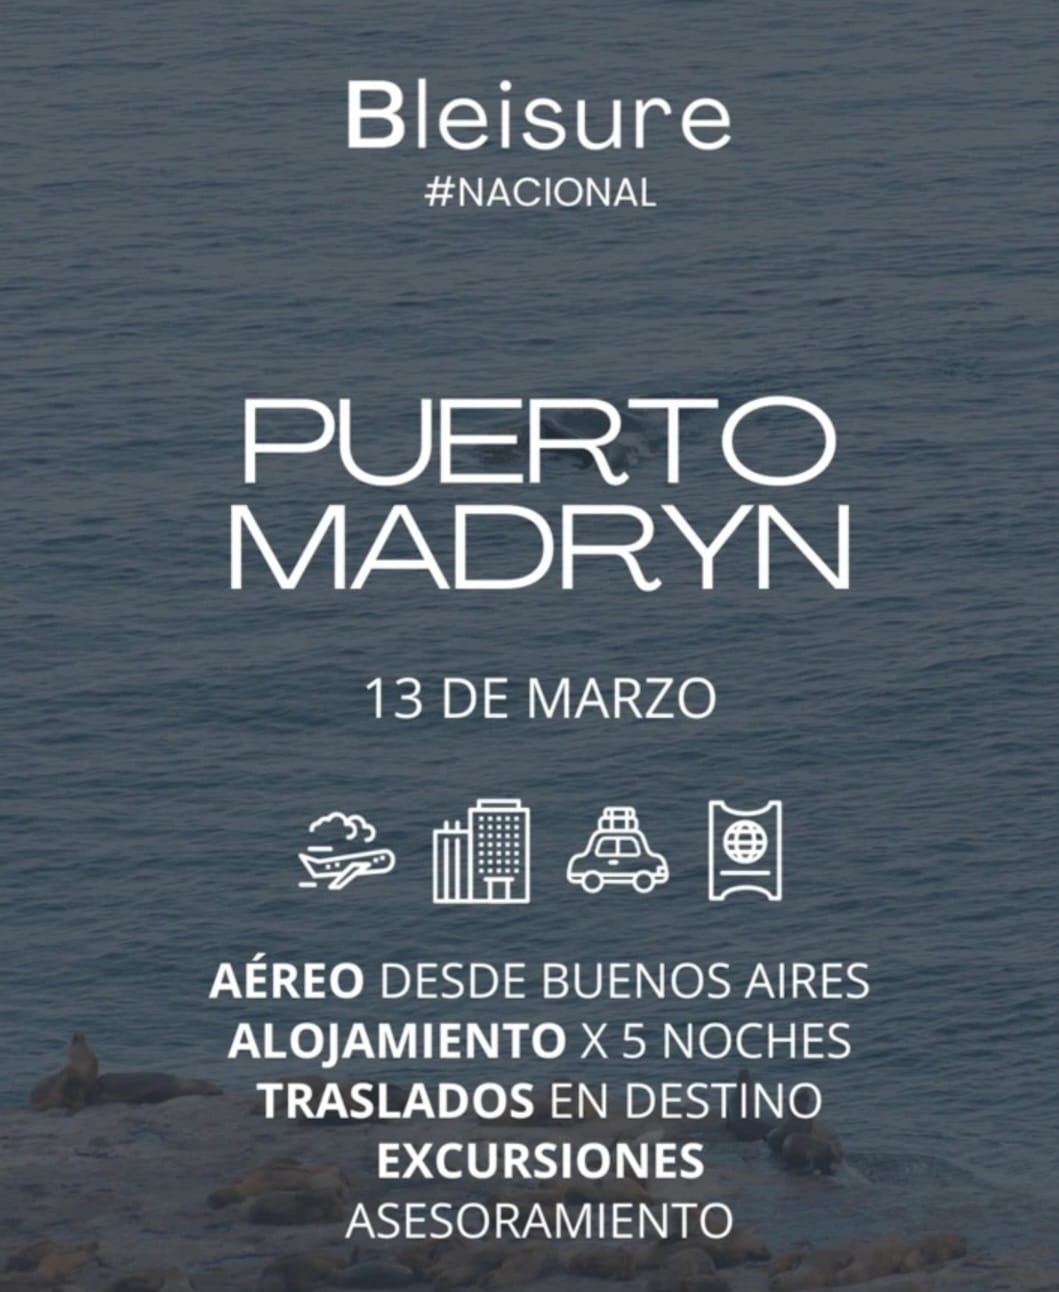 Bleisure
#NACIONAL
PUERTO
MADRYN
13 DE MARZO
AÉREO DESDE BUENOS AIRES
ALOJAMIENTO X 5 NOCHES
TRASLADOS EN DESTINO
EXCURSIONES
ASESORAMIENTO